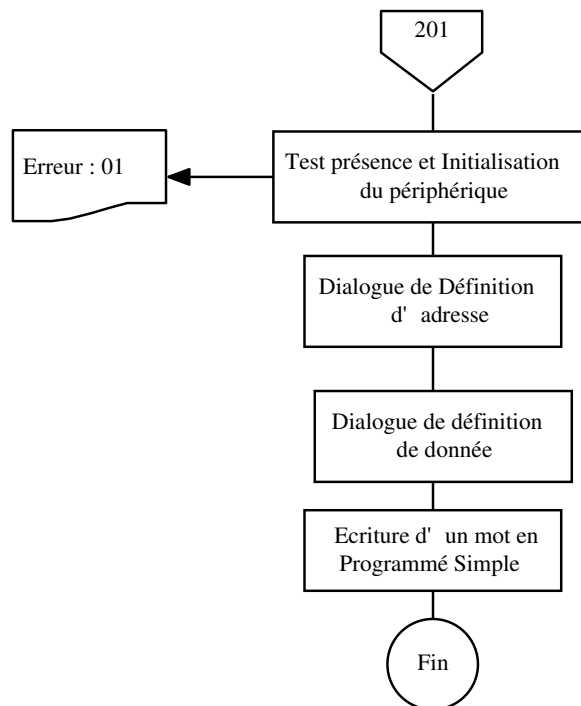 201
Erreur : 01
Test présence et Initialisation
du périphérique
Dialogue de Définition
d' adresse
Dialogue de définition
de donnée
Ecriture d' un mot en
Programmé Simple
Fin